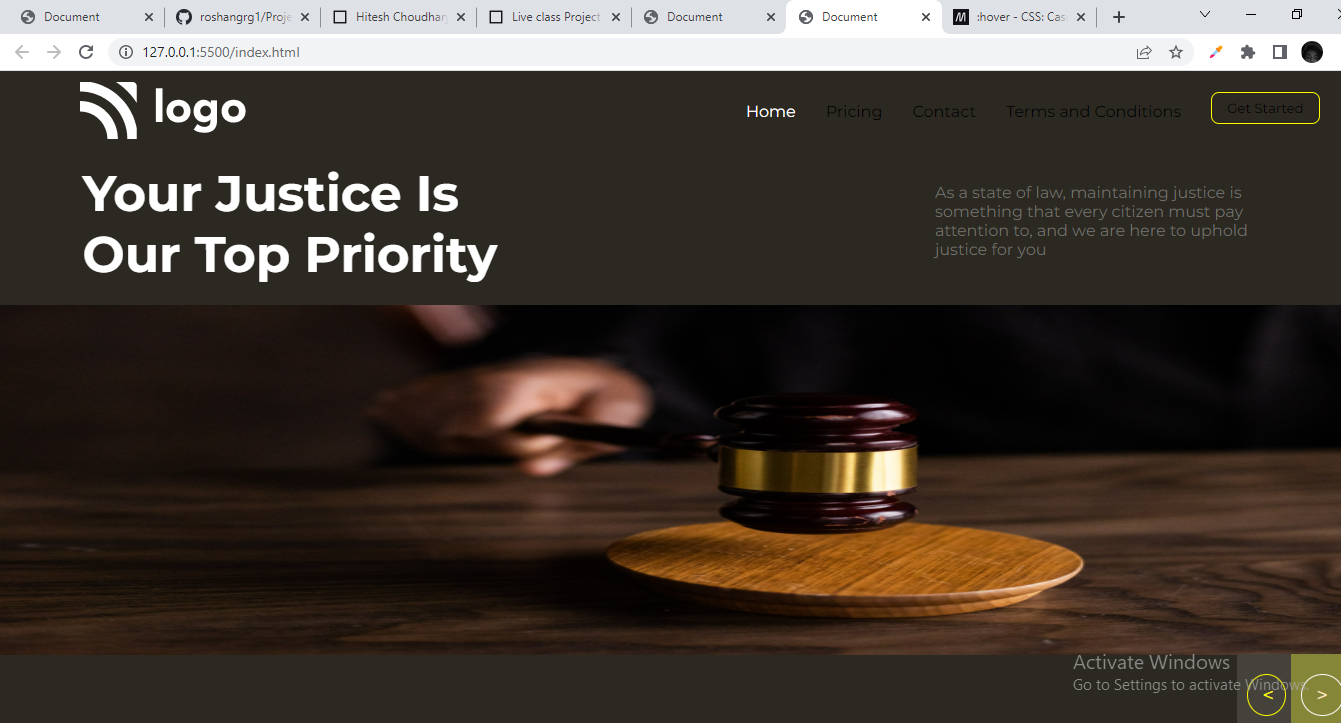 Document
roshangrg1/Proje
Hitesh Choudhar
Live class Project
Document
Document
:hover - CSS: Cas
127.0.0.1:5500/index.html
logo
Home Pricing Contact Terms and Conditions Get Started
Your Justice Is
Our Top Priority
As a state of law, maintaining justice is
something that every citizen must pay
attention to, and we are here to uphold
justice for you
Activate Windows
Go to Settings to activate Windows.
< >